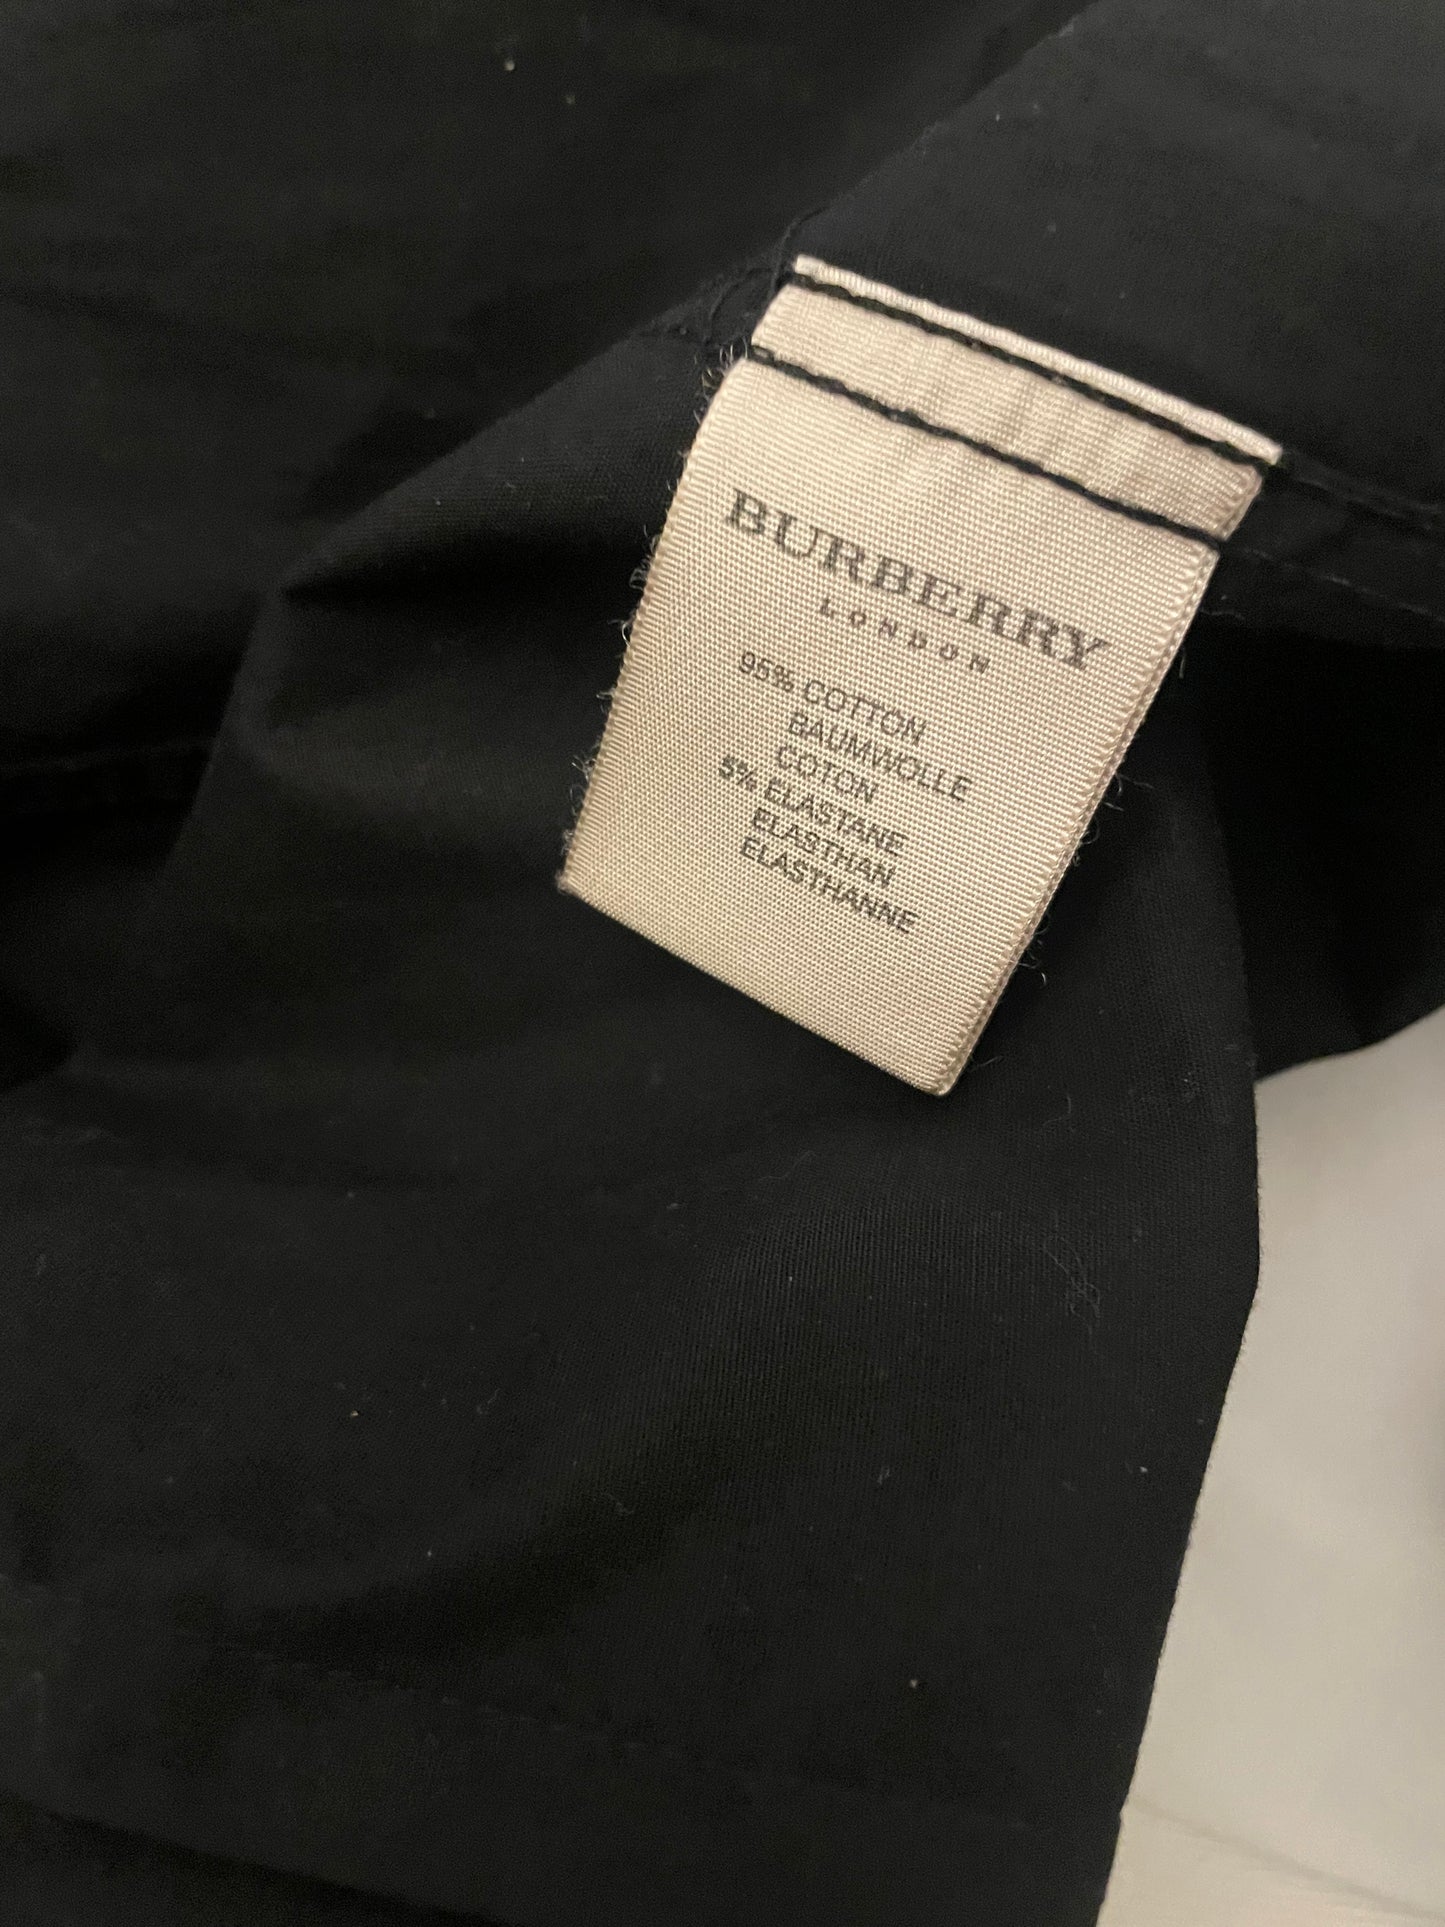 BURBERRY
LONDON
95% COTTON
BAUMWOLLE
COTON
5% ELASTANE
ELASTHAN
ELASTHANNE